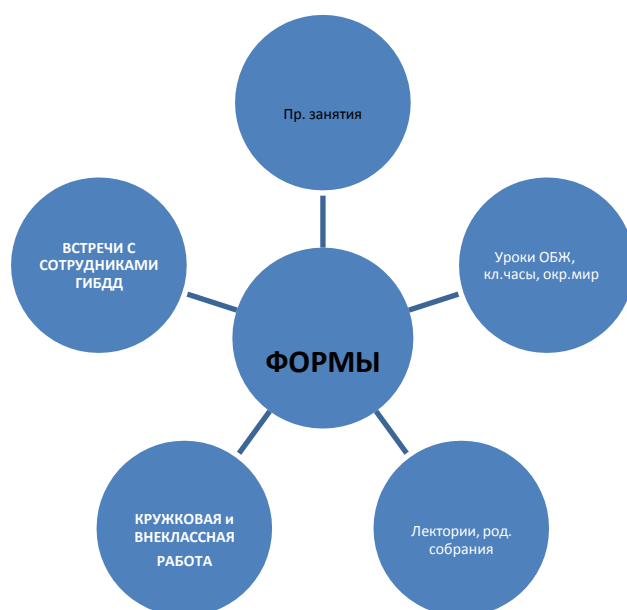 Пр. занятия
ВСТРЕЧИ С
СОТРУДНИКАМИ
ГИБДД
Уроки ОБЖ,
кл.часы, окр.мир
ФОРМЫ
КРУЖКОВАЯ и
ВНЕКЛАССНАЯ
РАБОТА
Лектории, род.
собрания